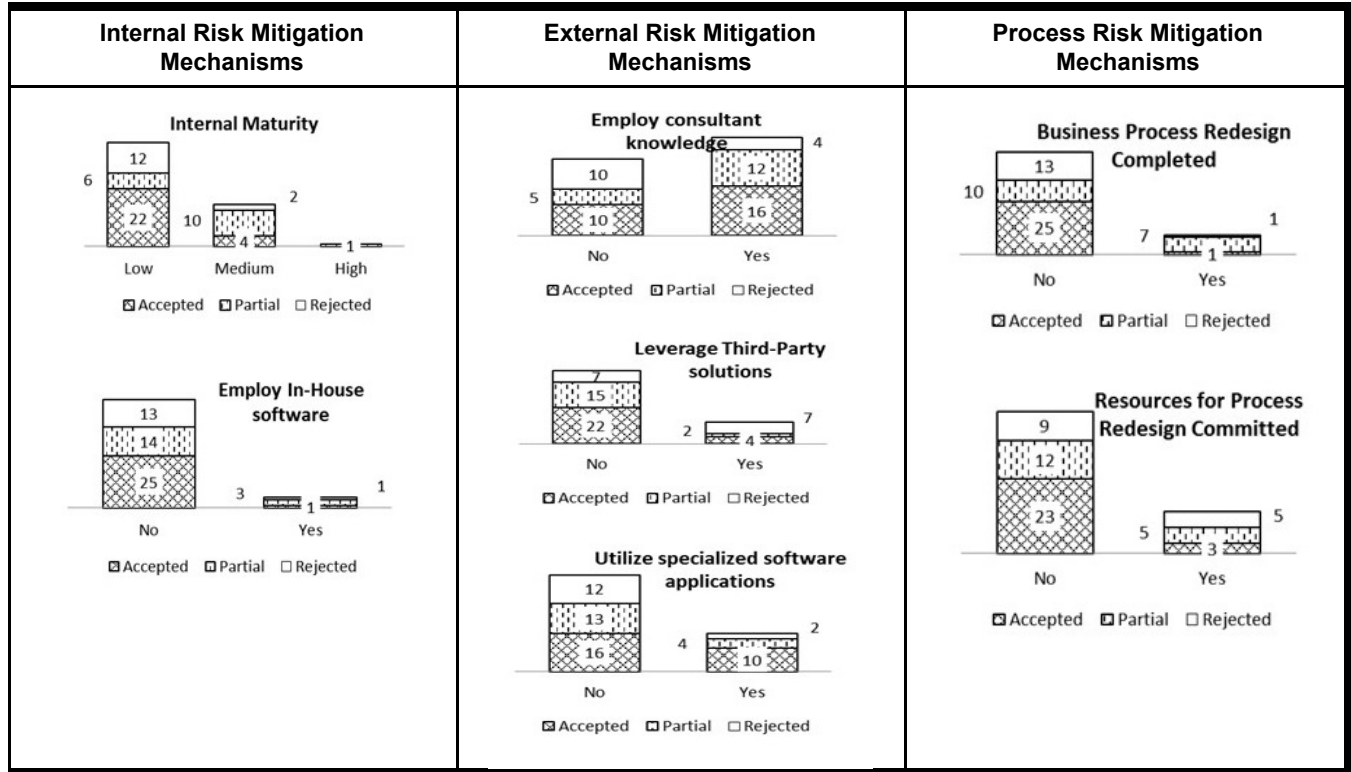 Internal Risk Mitigation
Mechanisms
External Risk Mitigation
Mechanisms
Process Risk Mitigation
Mechanisms
Internal Maturity
12
6
22
10
2
4
1
Low Medium High
Accepted Partial Rejected
Employ In-House
software
13
14
25
3
1
1
No Yes
Accepted Partial Rejected
Employ consultant
knowledge
10
5
10
4
12
16
No Yes
Accepted Partial Rejected
Leverage Third-Party
solutions
7
15
22
2
7
4
No Yes
Accepted Partial Rejected
Utilize specialized software
applications
12
13
16
4
2
10
No Yes
Accepted Partial Rejected
Business Process Redesign
Completed
13
10
25
7
1
1
No Yes
Accepted Partial Rejected
Resources for Process
Redesign Committed
9
12
23
5
5
3
No Yes
Accepted Partial Rejected